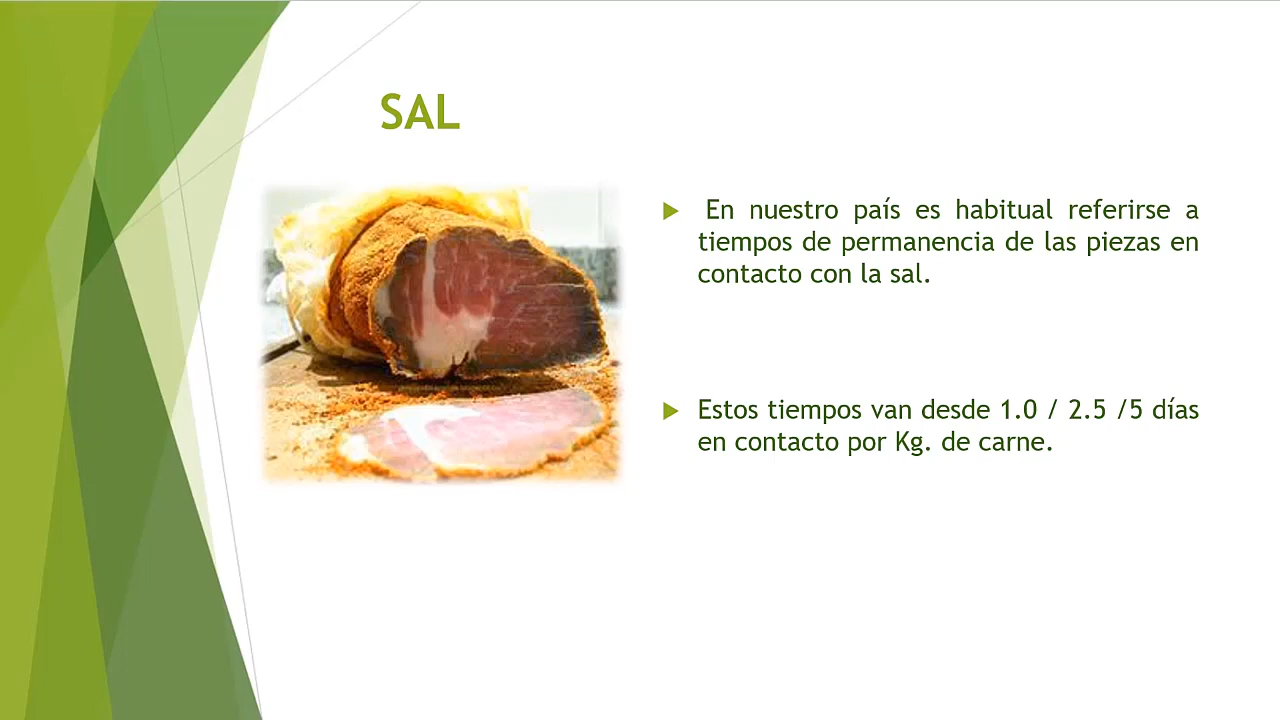 SAL
En nuestro país es habitual referirse a
tiempos de permanencia de las piezas en
contacto con la sal.
Estos tiempos van desde 1.0 / 2.5 /5 días
en contacto por Kg. de carne.